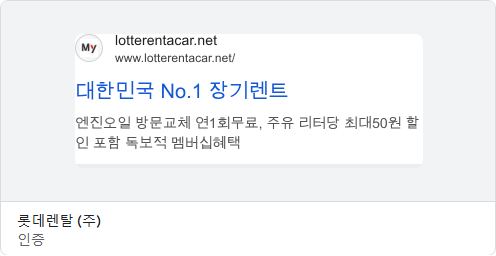 My
lotterentacar.net
www.lotterentacar.net/
대한민국 No.1 장기렌트
엔진오일 방문교체 연1회무료, 주유 리터당 최대50원 할
인 포함 독보적 멤버십혜택
롯데렌탈 (주)
인증